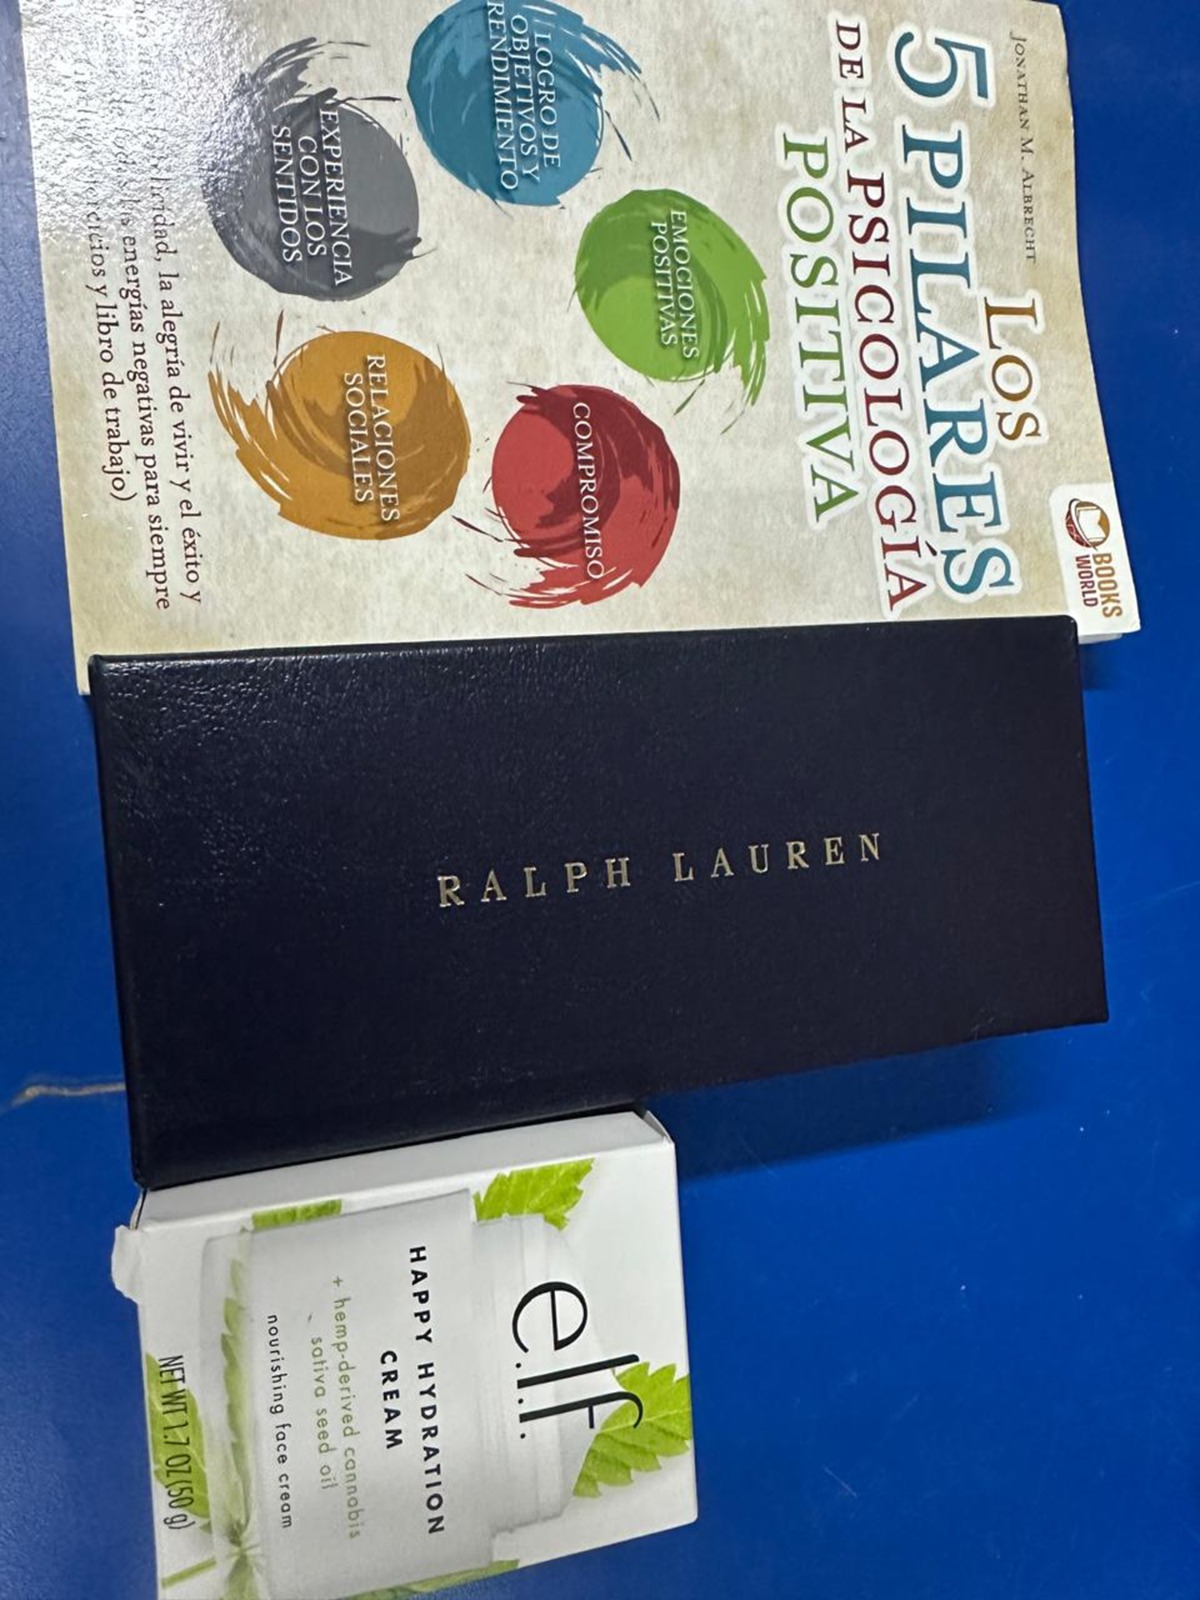 JONATHAN M. ALBRECHT
LOS
5 PILARES
DE LA PSICOLOGÍA
POSITIVA
BOOKS
WORLD
EMOCIONES
POSITIVAS
COMPROMISO
LOGRO DE
OBJETIVOS Y
RENDIMIENTO
RELACIONES
SOCIALES
EXPERIENCIA
CON LOS
SENTIDOS
la alegría de vivir y el éxito y
energías negativas para siempre
y libro de trabajo)
RALPH LAUREN
e.l.f.
HAPPY HYDRATION
CREAM
+ hemp-derived cannabis
sativa seed oil
nourishing face cream
NET WT 1.7 OZ (50 g)